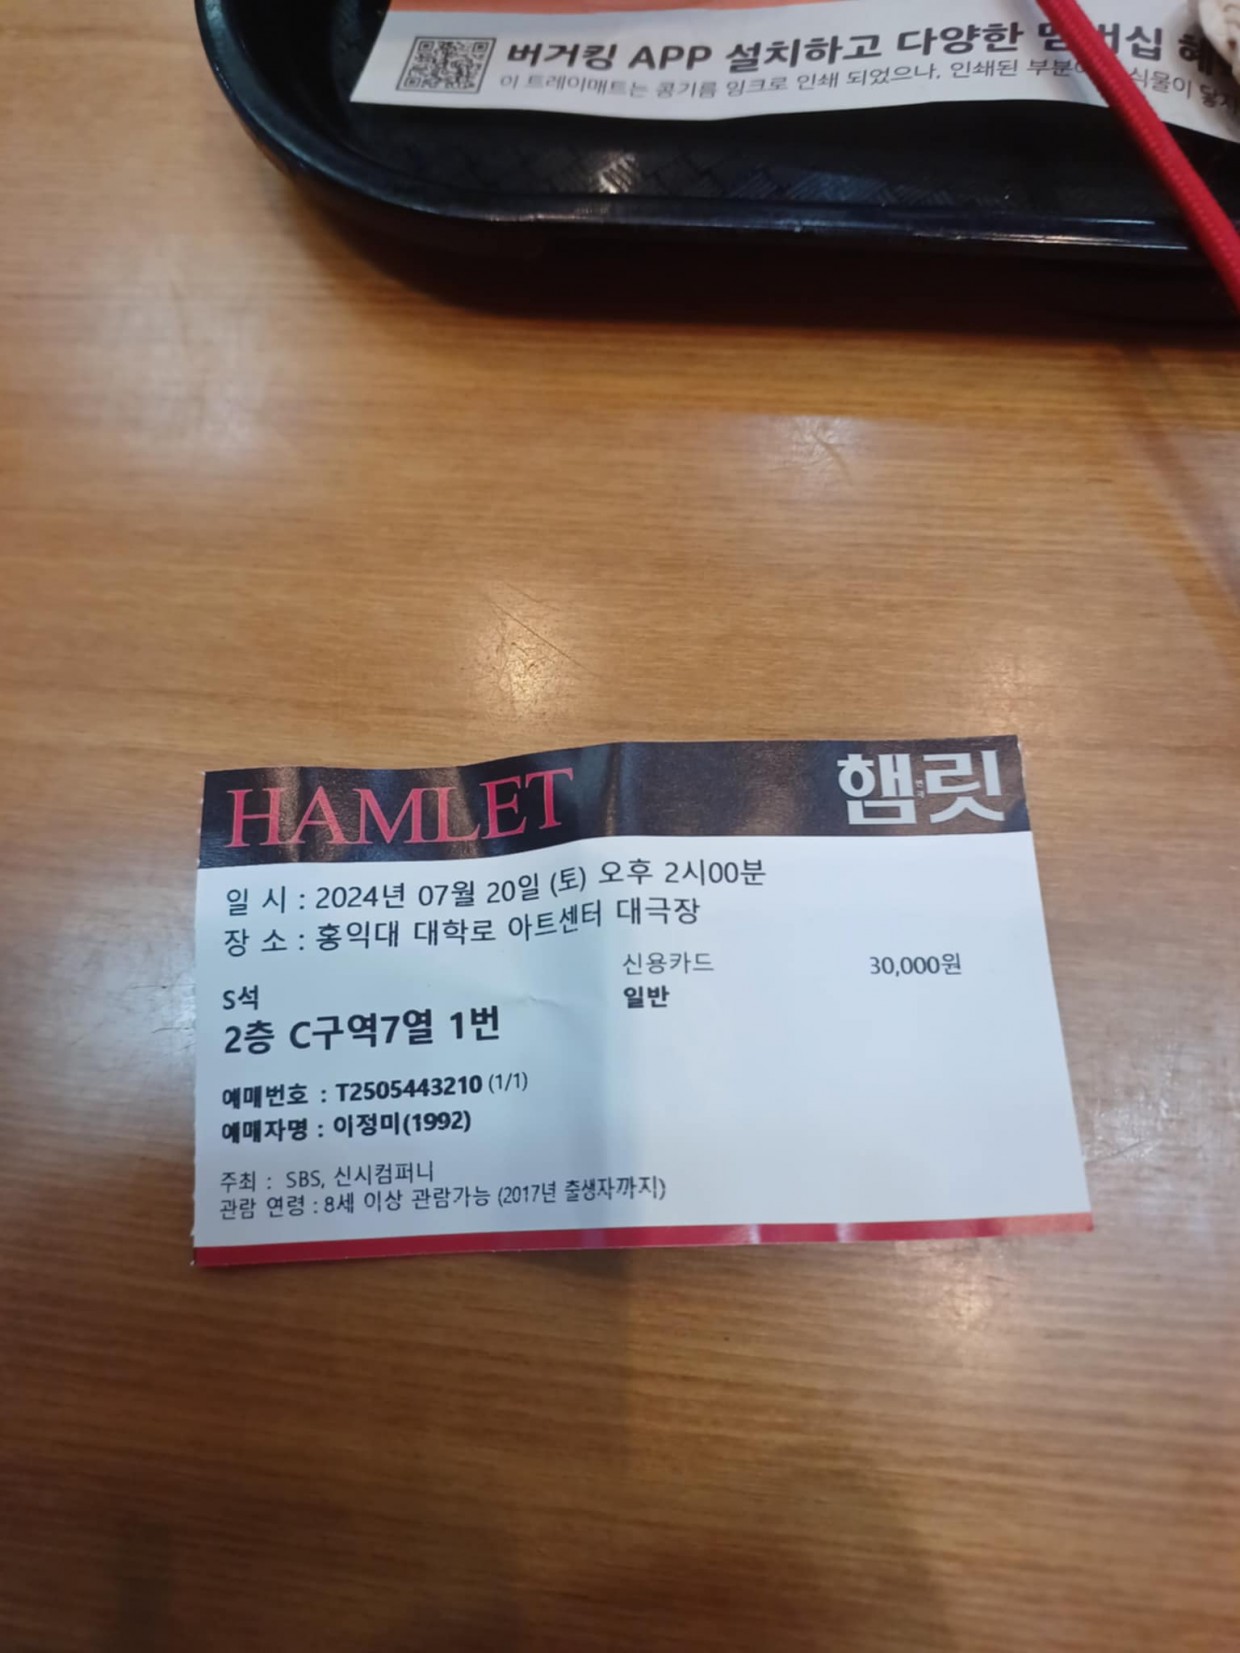 버거킹 APP 설치하고 다양한 멤버십
이 트레이매트는 콩기름 잉크로 인쇄 되었으나, 인쇄된 식물이
HAMLET
햄릿
일 시 : 2024년 07월 20일 (토) 오후 2시00분
장 소 : 홍익대 대학로 아트센터 대극장
신용카드 30,000원
일반
S석
2층 C구역7열 1번
예매번호 : T2505443210 (1/1)
예매자명 : 이정미(1992)
주최 : SBS, 신시컴퍼니
관람 연령 : 8세 이상 관람가능 (2017년 출생자까지)